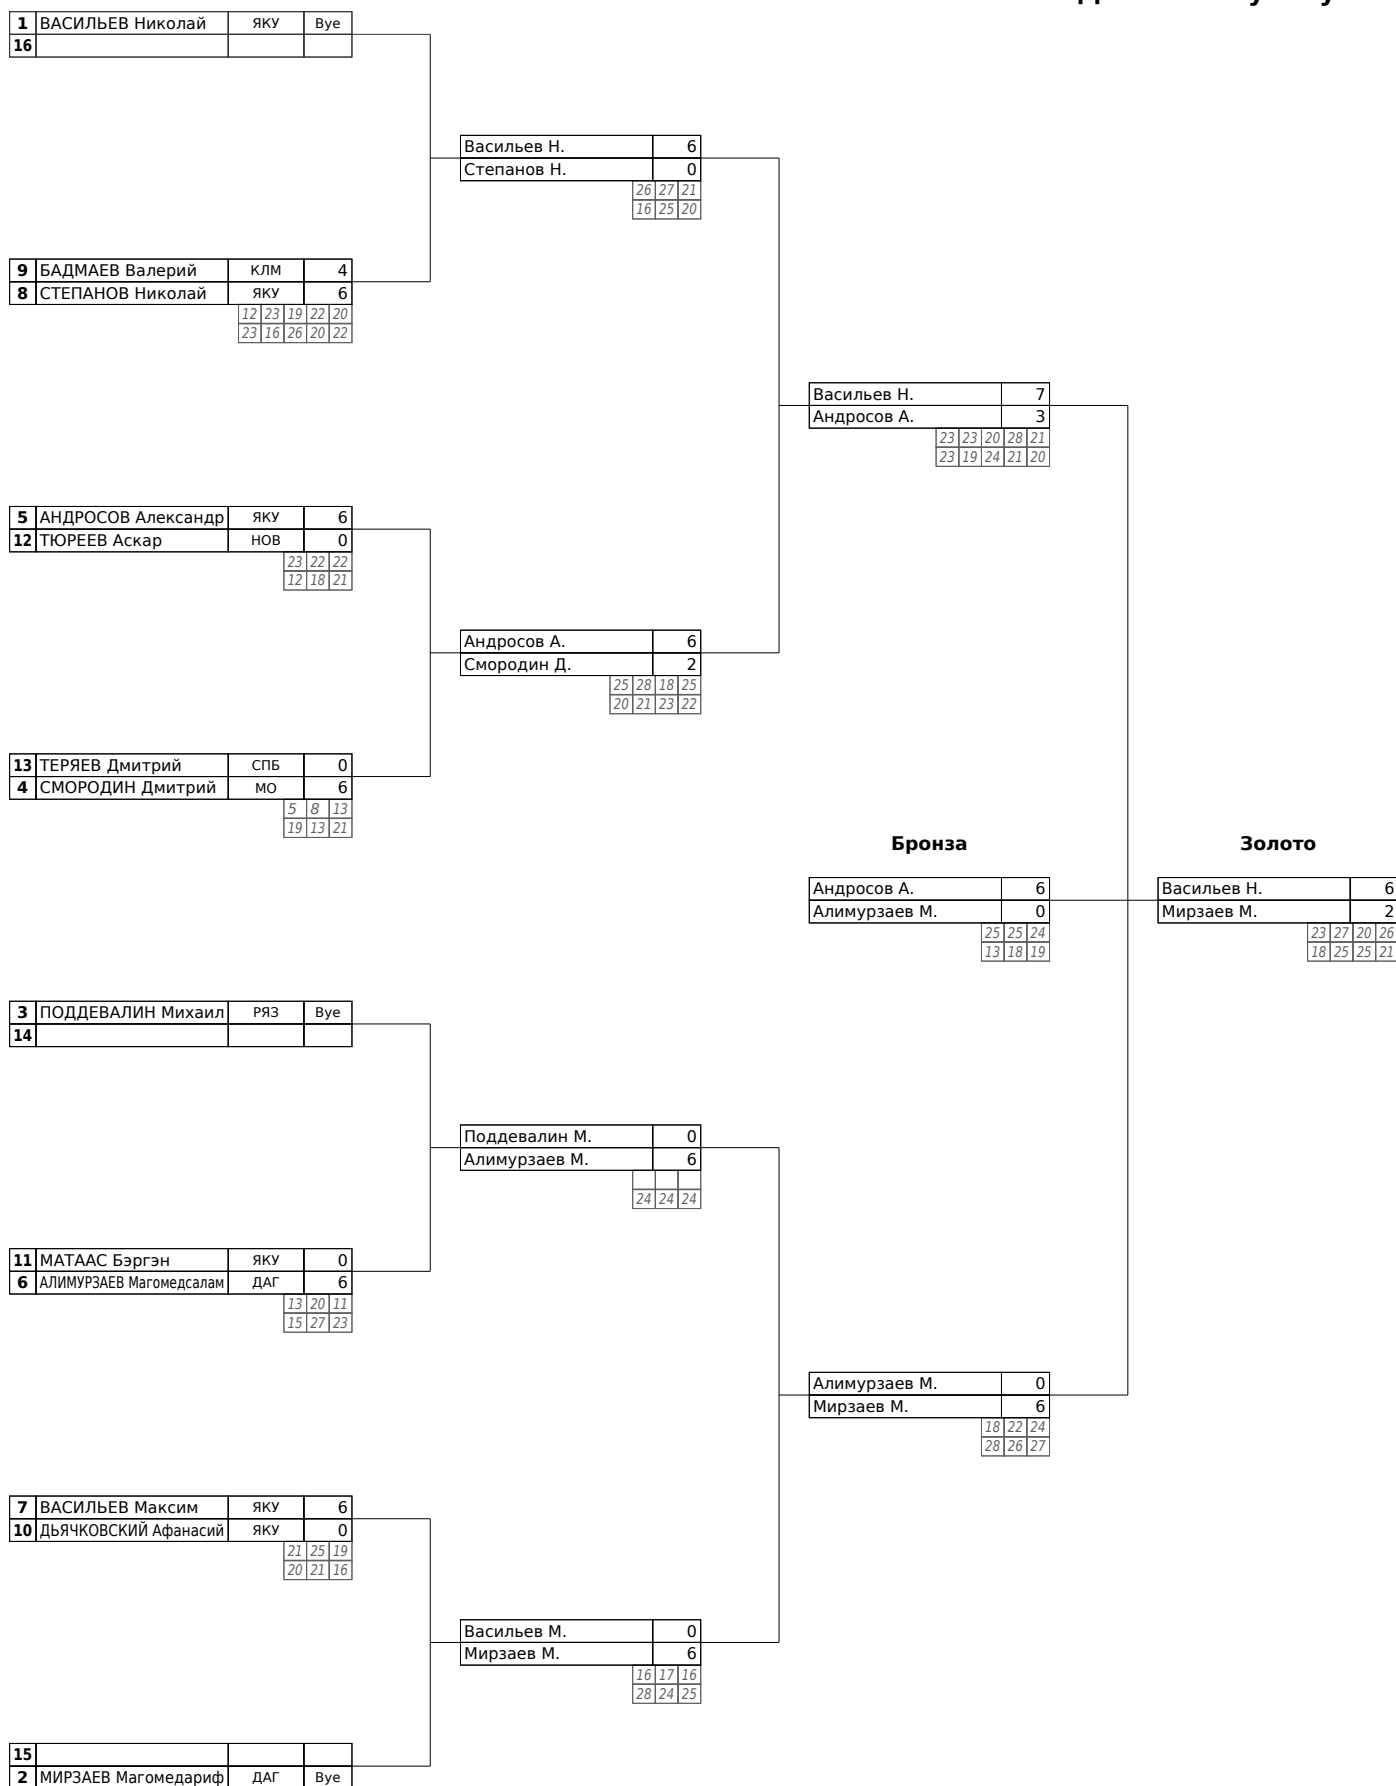 1 ВАСИЛЬЕВ Николай ЯКУ Bye
16
Васильев Н. 6
Степанов Н. 0
26 27 21
16 25 20
9 БАДМАЕВ Валерий КЛМ 4
8 СТЕПАНОВ Николай ЯКУ 6
12 23 19 22 20
23 16 26 20 22
Васильев Н. 7
Андросов А. 3
23 23 20 28 21
23 19 24 21 20
5 АНДРОСОВ Александр ЯКУ 6
12 ТЮРЕЕВ Аскар НОВ 0
23 22 22
12 18 21
Андросов А. 6
Смородин Д. 2
25 28 18 25
20 21 23 22
13 ТЕРЯЕВ Дмитрий СПБ 0
4 СМОРОДИН Дмитрий МО 6
5 8 13
19 13 21
Бронза Золото
Андросов А. 6
Алимурзаев М. 0
25 25 24
13 18 19
Васильев Н. 6
Мирзаев М. 2
23 27 20 26
18 25 25 21
3 ПОДДЕВАЛИН Михаил РЯЗ Bye
14
Поддевалин М. 0
Алимурзаев М. 6
24 24 24
11 МАТААС Бэргэн ЯКУ 0
6 АЛИМУРЗАЕВ Магомедсалам ДАГ 6
13 20 11
15 27 23
Алимурзаев М. 0
Мирзаев М. 6
18 22 24
28 26 27
7 ВАСИЛЬЕВ Максим ЯКУ 6
10 ДЬЯЧКОВСКИЙ Афанасий ЯКУ 0
21 25 19
20 21 16
Васильев М. 0
Мирзаев М. 6
16 17 16
28 24 25
15
2 МИРЗАЕВ Магомедариф ДАГ Bye